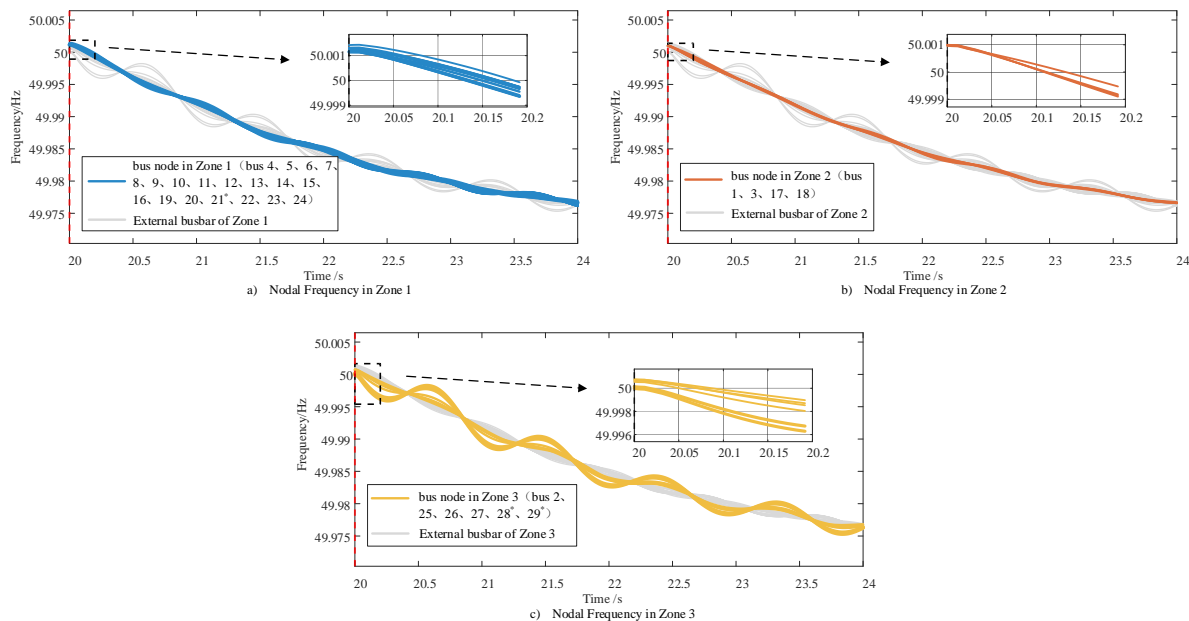 50.005
50
49.995
49.99
49.985
49.98
49.975
Frequency/Hz
50.001
50
49.999
20 20.05 20.1 20.15 20.2
bus node in Zone 1（bus 4、5、6、7、
8、9、10、11、12、13、14、15、
16、19、20、21*、22、23、24）
External busbar of Zone 1
20 20.5 21 21.5 22 22.5 23 23.5 24
Time /s
a) Nodal Frequency in Zone 1
50.005
50
49.995
49.99
49.985
49.98
49.975
Frequency/Hz
50.001
50
49.999
20 20.05 20.1 20.15 20.2
bus node in Zone 2（bus
1、3、17、18）
External busbar of Zone 2
20 20.5 21 21.5 22 22.5 23 23.5 24
Time /s
b) Nodal Frequency in Zone 2
50.005
50
49.995
49.99
49.985
49.98
49.975
Frequency/Hz
50
49.998
49.996
20 20.05 20.1 20.15 20.2
bus node in Zone 3（bus 2、
25、26、27、28*、29*）
External busbar of Zone 3
20 20.5 21 21.5 22 22.5 23 23.5 24
Time /s
c) Nodal Frequency in Zone 3